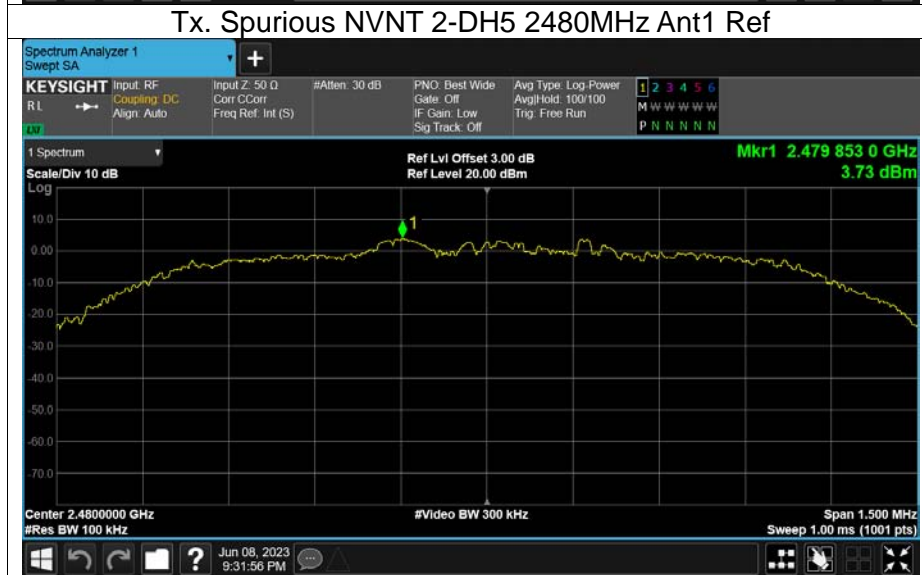 Tx. Spurious NVNT 2-DH5 2480MHz Ant1 Ref
Spectrum Analyzer 1
Swept SA
+
KEYSIGHT
R L
LXI
Input: RF
Coupling: DC
Align: Auto
Input Z: 50 Ω
Corr CCorr
Freq Ref: Int (S)
#Atten: 30 dB
PNO: Best Wide
Gate: Off
IF Gain: Low
Sig Track: Off
Avg Type: Log-Power
Avg|Hold: 100/100
Trig: Free Run
1 2 3 4 5 6
M W W W W W
P N N N N N
1 Spectrum
Scale/Div 10 dB
Log
Ref Lvl Offset 3.00 dB
Ref Level 20.00 dBm
Mkr1 2.479 853 0 GHz
3.73 dBm
1
10.0
0.00
-10.0
-20.0
-30.0
-40.0
-50.0
-60.0
-70.0
Center 2.4800000 GHz
#Res BW 100 kHz
#Video BW 300 kHz
Span 1.500 MHz
Sweep 1.00 ms (1001 pts)
?
Jun 08, 2023
9:31:56 PM